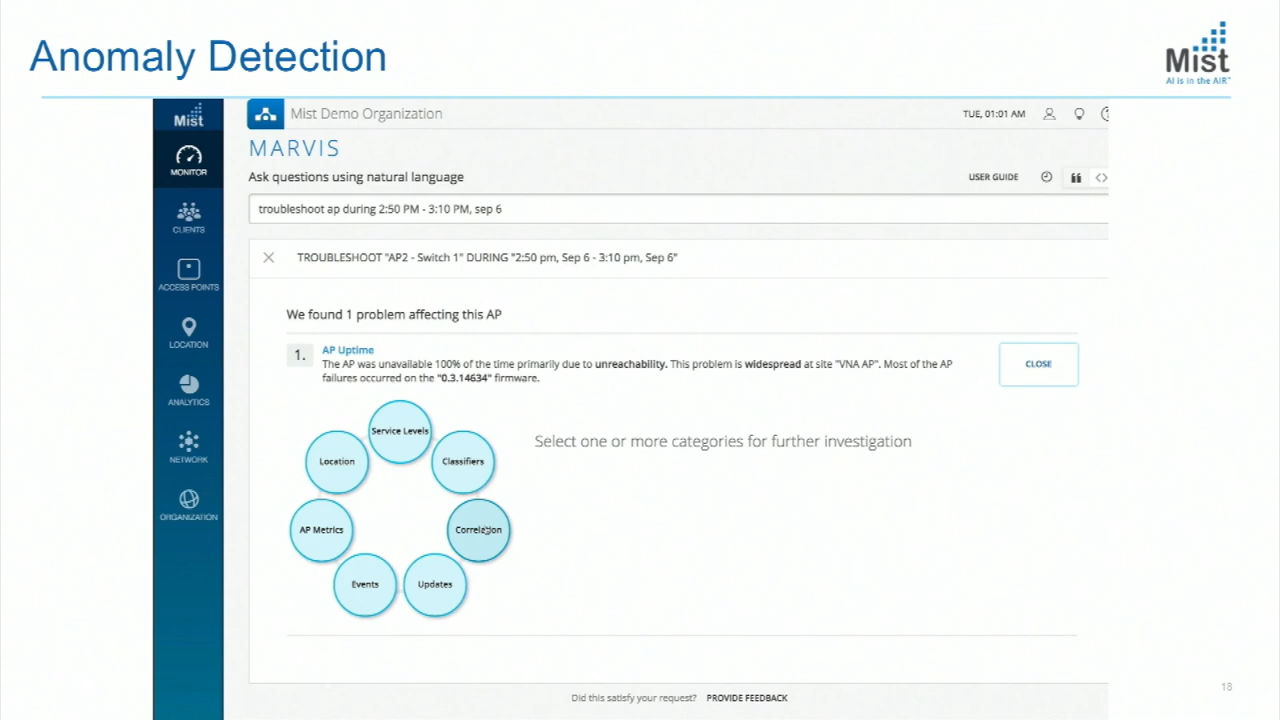 Anomaly Detection
Mist
AI is in the AIR™
Mist
Mist Demo Organization
TUE, 01:01 AM
MARVIS
Ask questions using natural language
USER GUIDE
troubleshoot ap during 2:50 PM - 3:10 PM, sep 6
MONITOR
CLIENTS
ACCESS POINTS
LOCATION
ANALYTICS
NETWORK
ORGANIZATION
TROUBLESHOOT "AP2 - Switch 1" DURING "2:50 pm, Sep 6 - 3:10 pm, Sep 6"
We found 1 problem affecting this AP
1.
AP Uptime
The AP was unavailable 100% of the time primarily due to unreachability. This problem is widespread at site "VNA AP". Most of the AP
failures occurred on the "0.3.14634" firmware.
CLOSE
Service Levels
Location
Classifiers
AP Metrics
Correlation
Events
Updates
Select one or more categories for further investigation
Did this satisfy your request? PROVIDE FEEDBACK
18